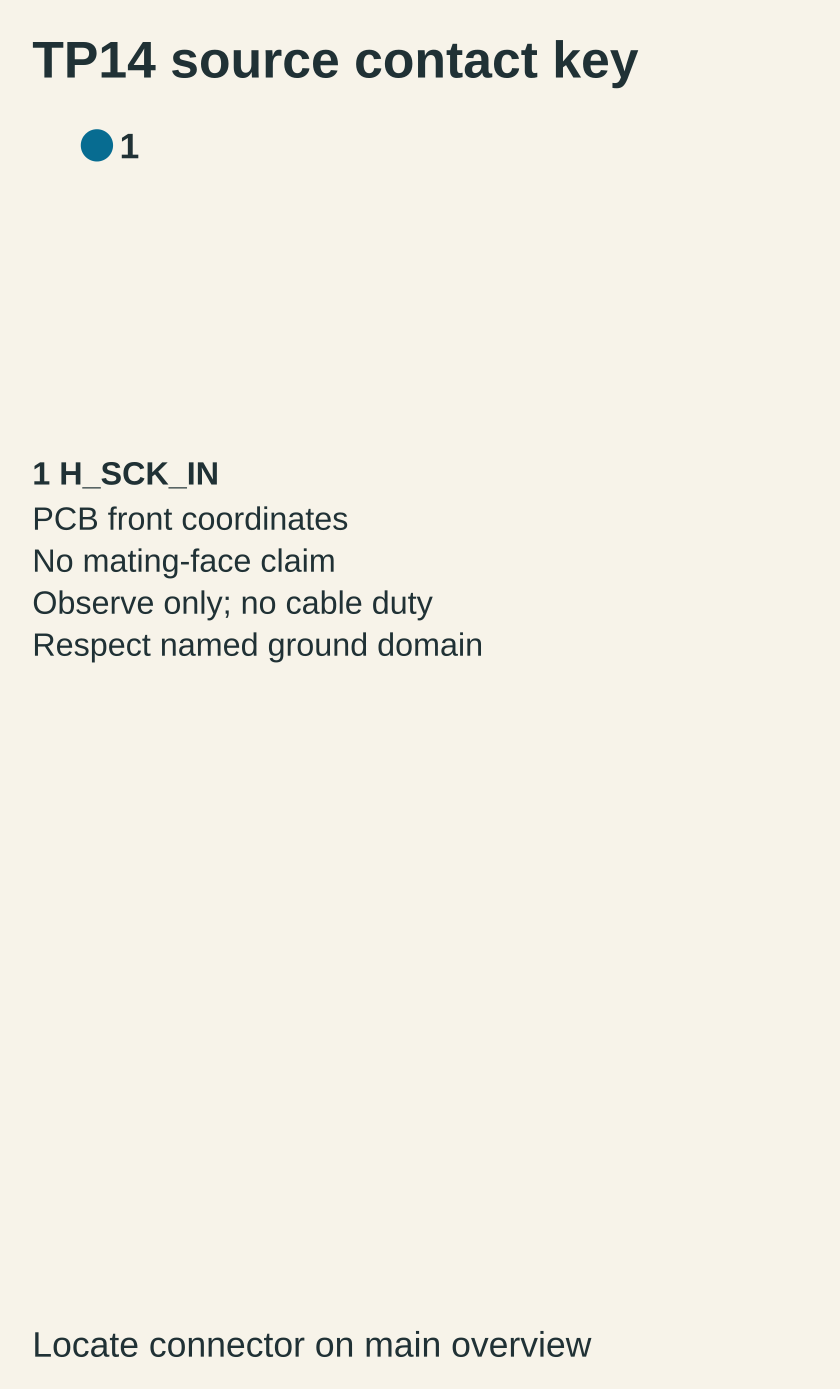 TP14 source contact key
1
1 H_SCK_IN
PCB front coordinates
No mating-face claim
Observe only; no cable duty
Respect named ground domain
Locate connector on main overview